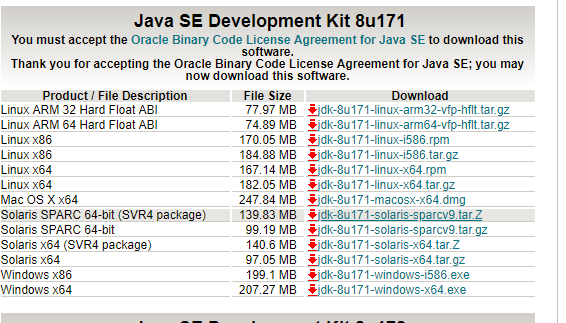 Java SE Development Kit 8u171
You must accept the Oracle Binary Code License Agreement for Java SE to download this
software.
Thank you for accepting the Oracle Binary Code License Agreement for Java SE; you may
now download this software.
Product / File Description File Size Download
Linux ARM 32 Hard Float ABI 77.97 MB jdk-8u171-linux-arm32-vfp-hflt.tar.gz
Linux ARM 64 Hard Float ABI 74.89 MB jdk-8u171-linux-arm64-vfp-hflt.tar.gz
Linux x86 170.05 MB jdk-8u171-linux-i586.rpm
Linux x86 184.88 MB jdk-8u171-linux-i586.tar.gz
Linux x64 167.14 MB jdk-8u171-linux-x64.rpm
Linux x64 182.05 MB jdk-8u171-linux-x64.tar.gz
Mac OS X x64 247.84 MB jdk-8u171-macosx-x64.dmg
Solaris SPARC 64-bit (SVR4 package) 139.83 MB jdk-8u171-solaris-sparcv9.tar.Z
Solaris SPARC 64-bit 99.19 MB jdk-8u171-solaris-sparcv9.tar.gz
Solaris x64 (SVR4 package) 140.6 MB jdk-8u171-solaris-x64.tar.Z
Solaris x64 97.05 MB jdk-8u171-solaris-x64.tar.gz
Windows x86 199.1 MB jdk-8u171-windows-i586.exe
Windows x64 207.27 MB jdk-8u171-windows-x64.exe